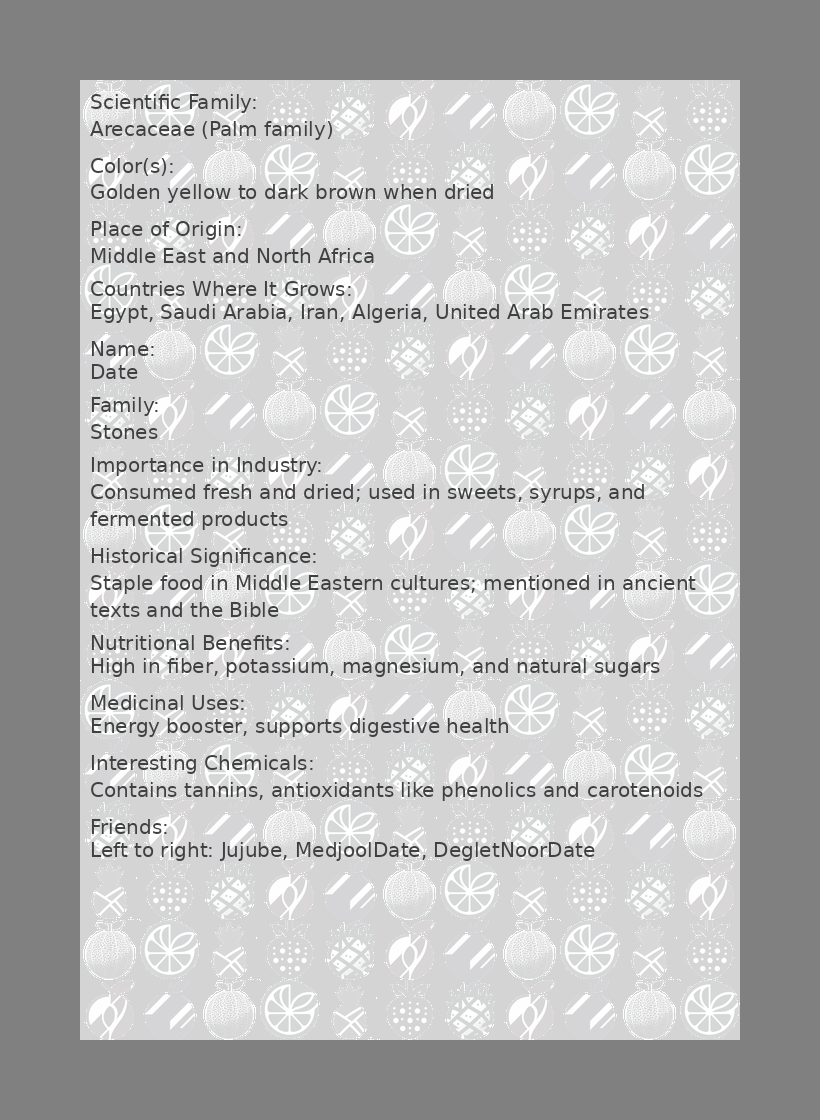 Scientific Family:
Arecaceae (Palm family)
Color(s):
Golden yellow to dark brown when dried
Place of Origin:
Middle East and North Africa
Countries Where It Grows:
Egypt, Saudi Arabia, Iran, Algeria, United Arab Emirates
Name:
Date
Family:
Stones
Importance in Industry:
Consumed fresh and dried; used in sweets, syrups, and
fermented products
Historical Significance:
Staple food in Middle Eastern cultures; mentioned in ancient
texts and the Bible
Nutritional Benefits:
High in fiber, potassium, magnesium, and natural sugars
Medicinal Uses:
Energy booster, supports digestive health
Interesting Chemicals:
Contains tannins, antioxidants like phenolics and carotenoids
Friends:
Left to right: Jujube, MedjoolDate, DegletNoorDate